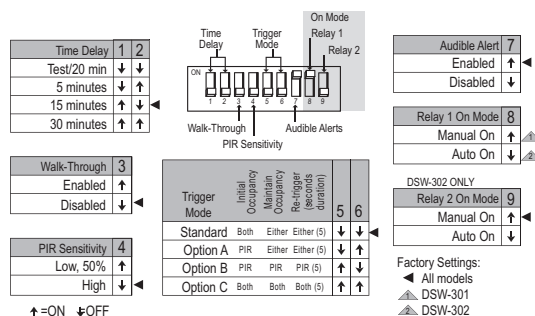 On Mode
Time Delay
Trigger Mode
Relay 1
Relay 2
ON
1 2 3 4 5 6 7 8 9
Walk-Through
Audible Alerts
PIR Sensitivity
Time Delay 1 2
Test/20 min ↓ ↓
5 minutes ↓ ↑
15 minutes ↑ ↓ ◄
30 minutes ↑ ↑
Walk-Through 3
Enabled ↑
Disabled ↓ ◄
PIR Sensitivity 4
Low, 50% ↑
High ↓ ◄
↑=ON ↓=OFF
Trigger Mode Initial Occupancy Maintain Occupancy Re-trigger (seconds duration) 5 6
Standard Both Either Either (5) ↓ ↓ ◄
Option A PIR Either Either (5) ↓ ↑
Option B PIR PIR PIR (5) ↑ ↓
Option C Both Both Both (5) ↑ ↑
Audible Alert 7
Enabled ↑ ◄
Disabled ↓
Relay 1 On Mode 8
Manual On ↑ 1
Auto On ↓ 2
DSW-302 ONLY
Relay 2 On Mode 9
Manual On ↑ ◄
Auto On ↓
Factory Settings:
◄ All models
1 DSW-301
2 DSW-302